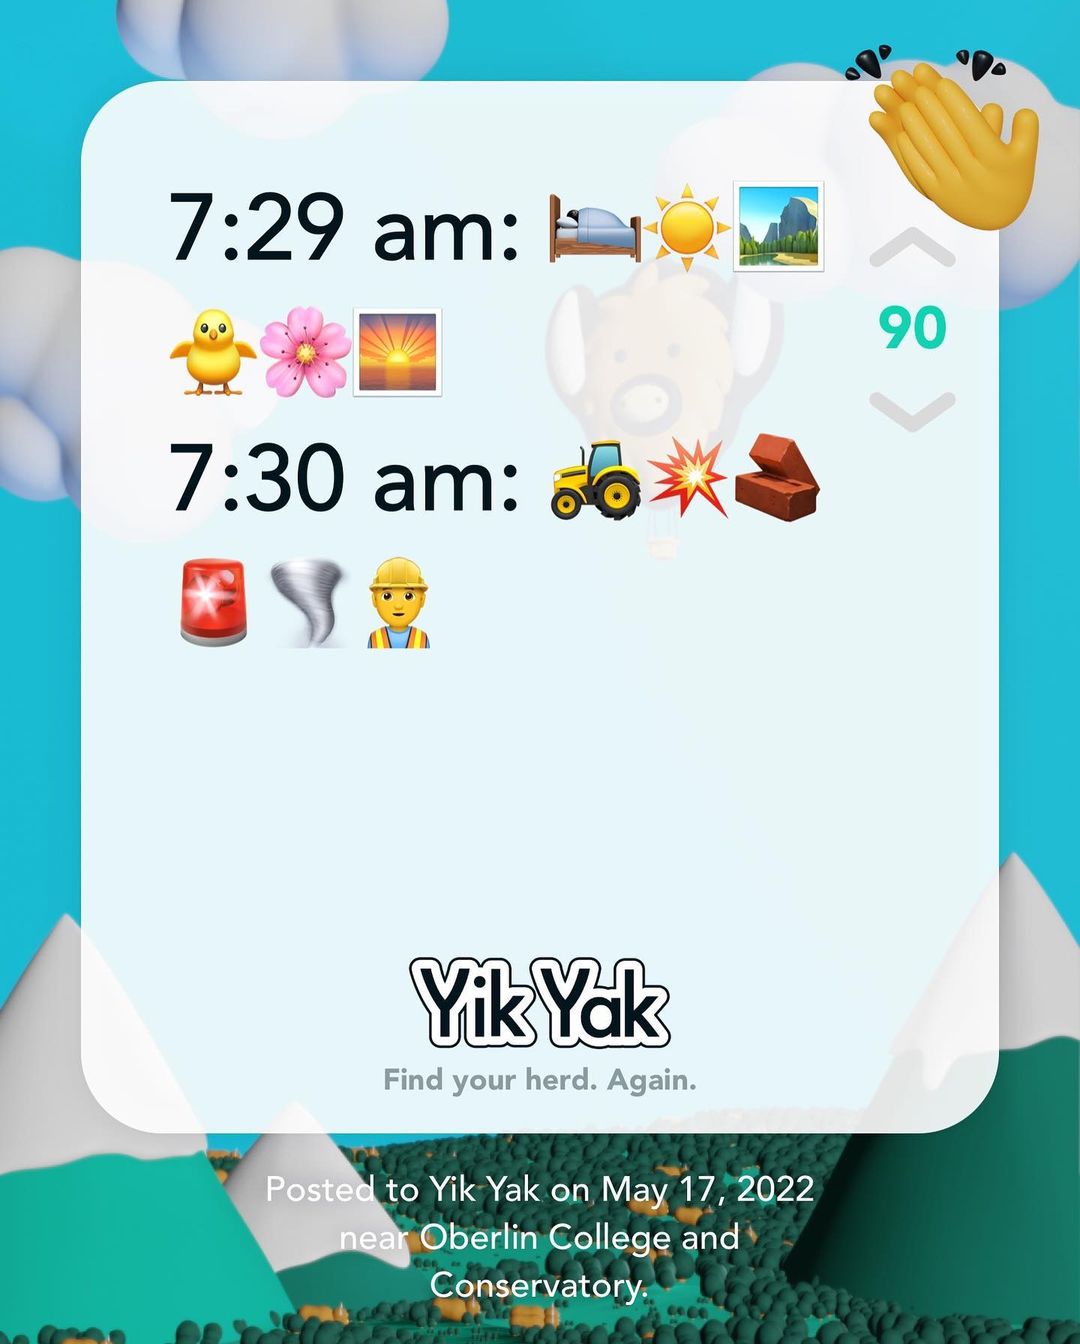 7:29 am: 🛌☀️🏞️
🐥🌸🌅
7:30 am: 🚜💥🧱
🚨🌪️👷‍♂️
90
Yik Yak
Find your herd. Again.
Posted to Yik Yak on May 17, 2022
near Oberlin College and
Conservatory.